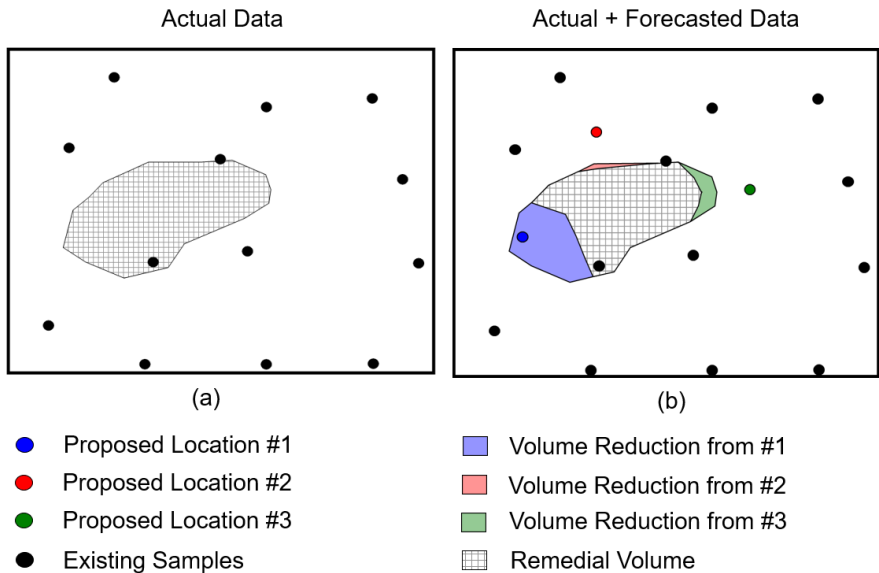 Actual Data
Actual + Forecasted Data
(a)
(b)
Proposed Location #1
Proposed Location #2
Proposed Location #3
Existing Samples
Volume Reduction from #1
Volume Reduction from #2
Volume Reduction from #3
Remedial Volume